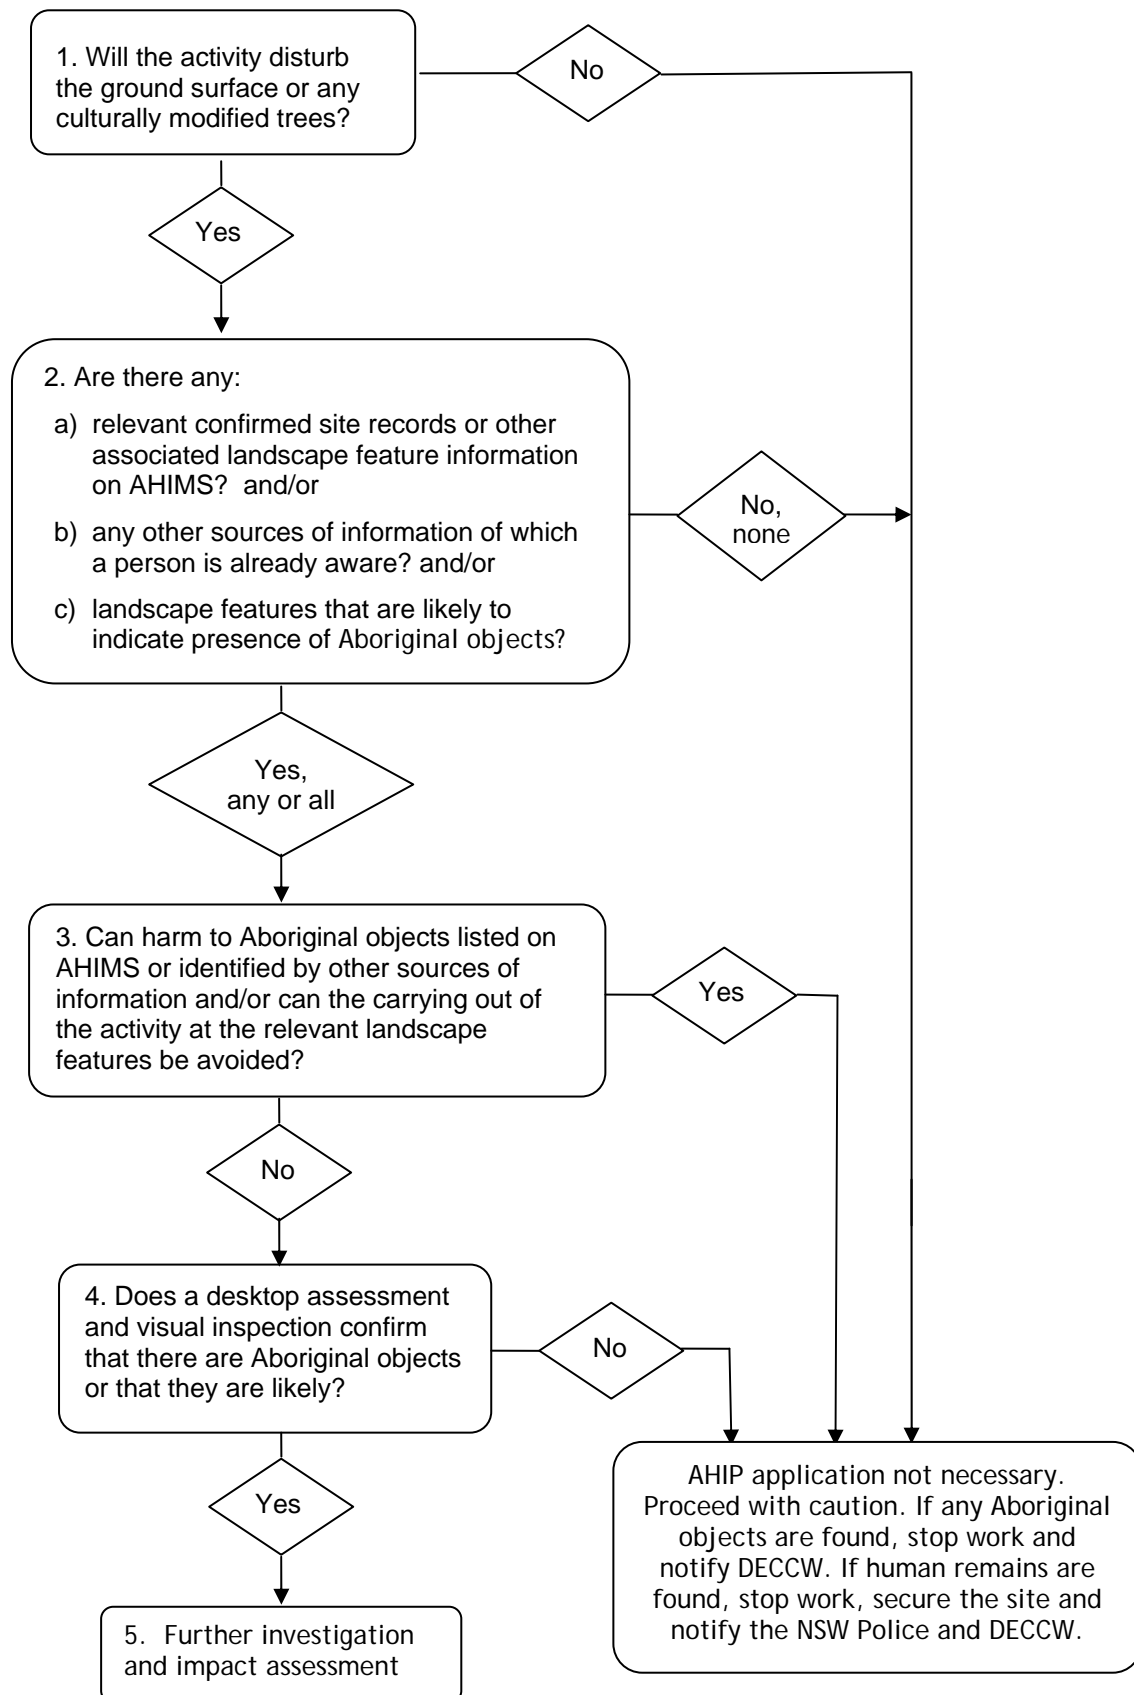 1. Will the activity disturb
the ground surface or any
culturally modified trees?
No
Yes
2. Are there any:
a) relevant confirmed site records or other
associated landscape feature information
on AHIMS? and/or
b) any other sources of information of which
a person is already aware? and/or
c) landscape features that are likely to
indicate presence of Aboriginal objects?
No,
none
Yes,
any or all
3. Can harm to Aboriginal objects listed on
AHIMS or identified by other sources of
information and/or can the carrying out of
the activity at the relevant landscape
features be avoided?
Yes
No
4. Does a desktop assessment
and visual inspection confirm
that there are Aboriginal objects
or that they are likely?
No
Yes
AHIP application not necessary.
Proceed with caution. If any Aboriginal
objects are found, stop work and
notify DECCW. If human remains are
found, stop work, secure the site and
notify the NSW Police and DECCW.
5. Further investigation
and impact assessment